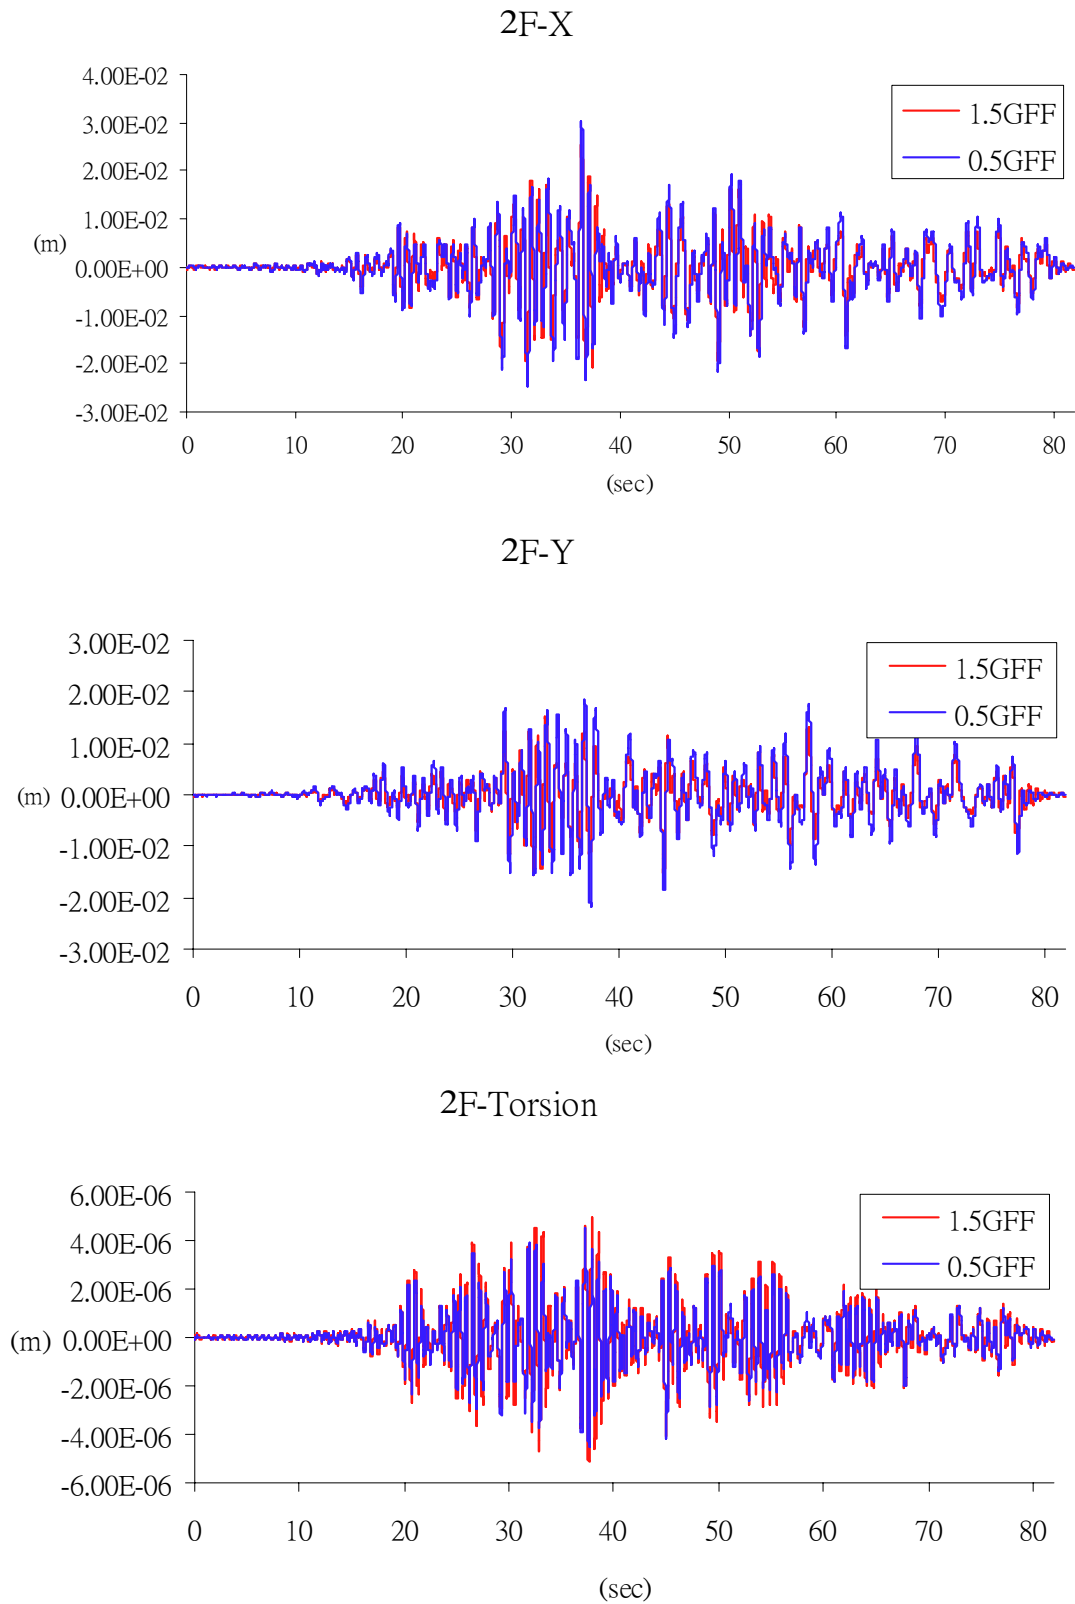 2F-X
4.00E-02
3.00E-02
2.00E-02
1.00E-02
0.00E+00
-1.00E-02
-2.00E-02
-3.00E-02
(m)
1.5GFF
0.5GFF
0 10 20 30 40 50 60 70 80
(sec)
2F-Y
3.00E-02
2.00E-02
1.00E-02
(m) 0.00E+00
-1.00E-02
-2.00E-02
-3.00E-02
1.5GFF
0.5GFF
0 10 20 30 40 50 60 70 80
(sec)
2F-Torsion
6.00E-06
4.00E-06
2.00E-06
(m) 0.00E+00
-2.00E-06
-4.00E-06
-6.00E-06
1.5GFF
0.5GFF
0 10 20 30 40 50 60 70 80
(sec)